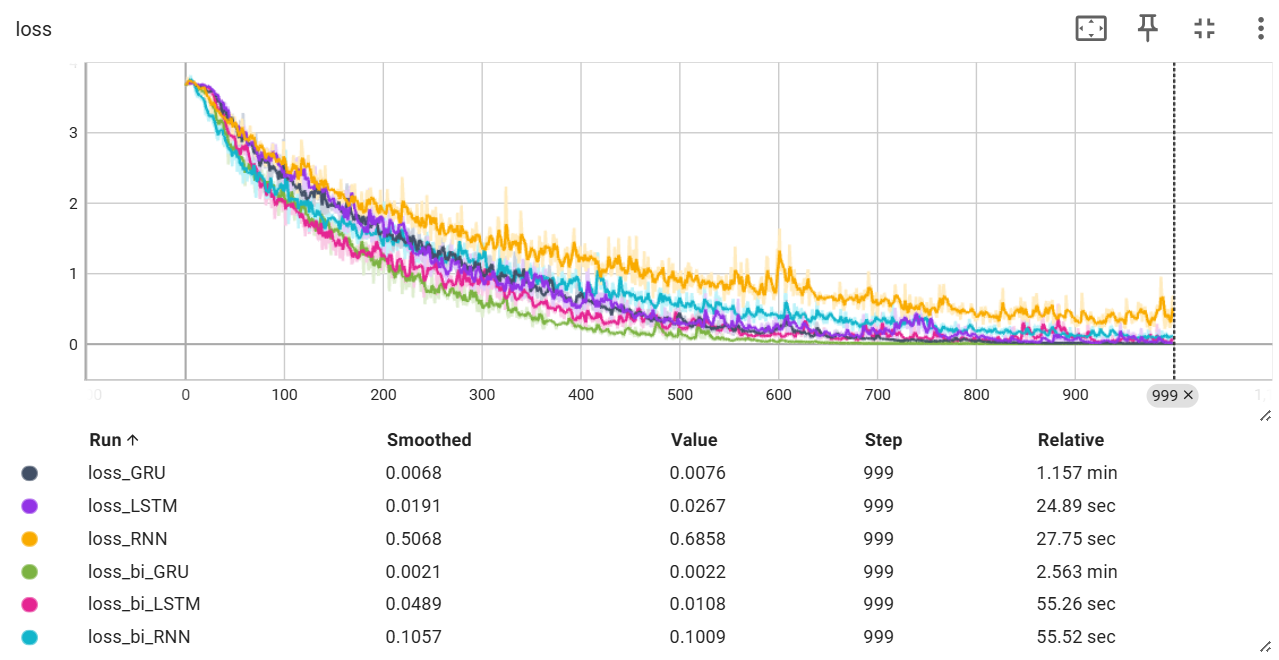 loss
3
2
1
0
0 100 200 300 400 500 600 700 800 900 999 ×
Run ↑ Smoothed Value Step Relative
loss_GRU 0.0068 0.0076 999 1.157 min
loss_LSTM 0.0191 0.0267 999 24.89 sec
loss_RNN 0.5068 0.6858 999 27.75 sec
loss_bi_GRU 0.0021 0.0022 999 2.563 min
loss_bi_LSTM 0.0489 0.0108 999 55.26 sec
loss_bi_RNN 0.1057 0.1009 999 55.52 sec